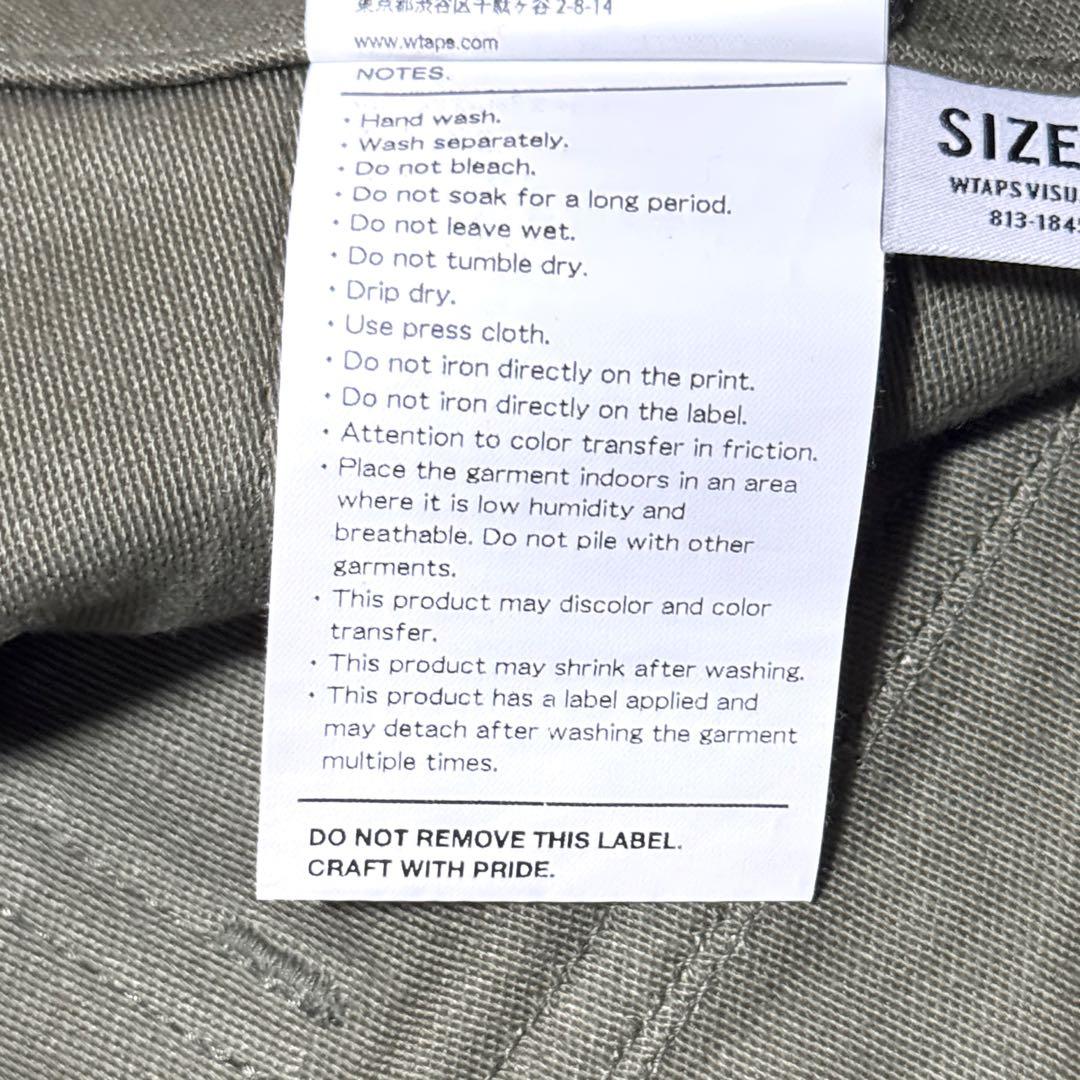 東京都渋谷区千駄ヶ谷 2-8-14
www.wtaps.com
NOTES.
・Hand wash.
・Wash separately.
・Do not bleach.
・Do not soak for a long period.
・Do not leave wet.
・Do not tumble dry.
・Drip dry.
・Use press cloth.
・Do not iron directly on the print.
・Do not iron directly on the label.
・Attention to color transfer in friction.
・Place the garment indoors in an area
where it is low humidity and
breathable. Do not pile with other
garments.
・This product may discolor and color
transfer.
・This product may shrink after washing.
・This product has a label applied and
may detach after washing the garment
multiple times.
DO NOT REMOVE THIS LABEL.
CRAFT WITH PRIDE.
SIZE
WTAPS VISU
813-184